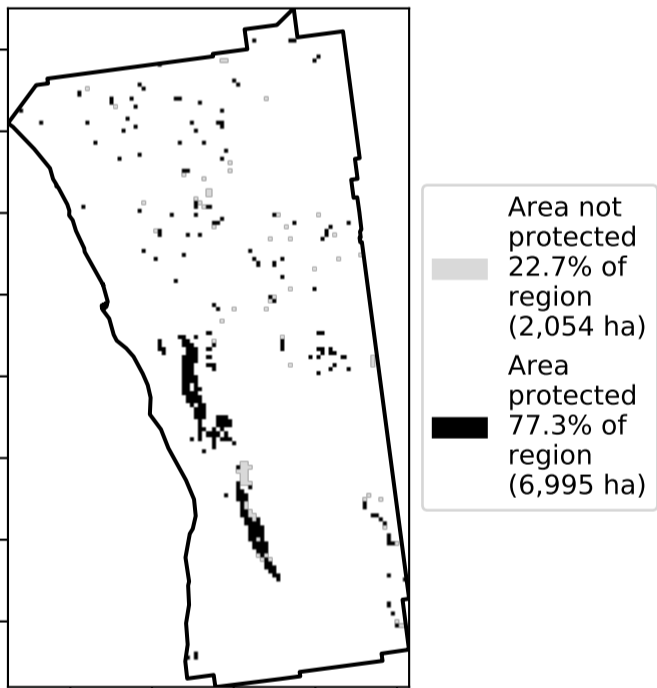 Area not
protected
22.7% of
region
(2,054 ha)
Area
protected
77.3% of
region
(6,995 ha)